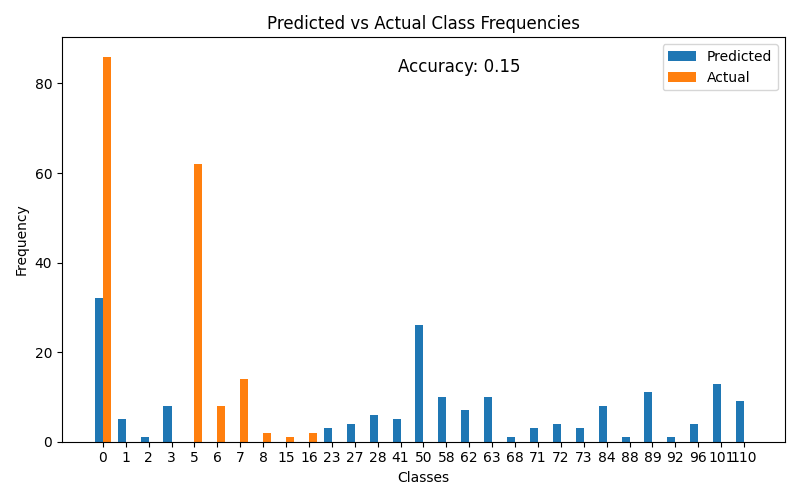 Predicted vs Actual Class Frequencies
Accuracy: 0.15
Predicted
Actual
Frequency
80
60
40
20
0
0 1 2 3 5 6 7 8 15 16 23 27 28 41 50 58 62 63 68 71 72 73 84 88 89 92 96 101 110
Classes